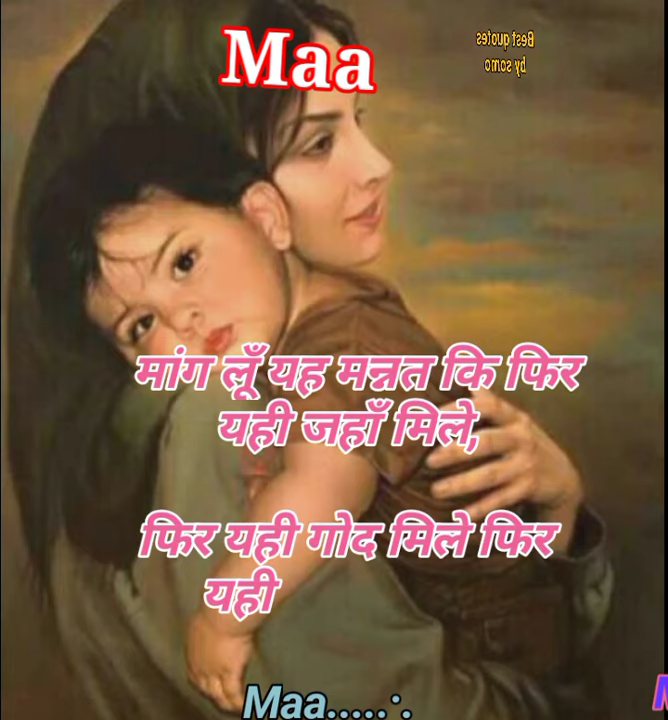 Maa
Best quotes
by somo
मांग लूँ यह मन्नत कि फिर
यही जहाँ मिले,
फिर यही गोद मिले फिर
यही
Maa.....